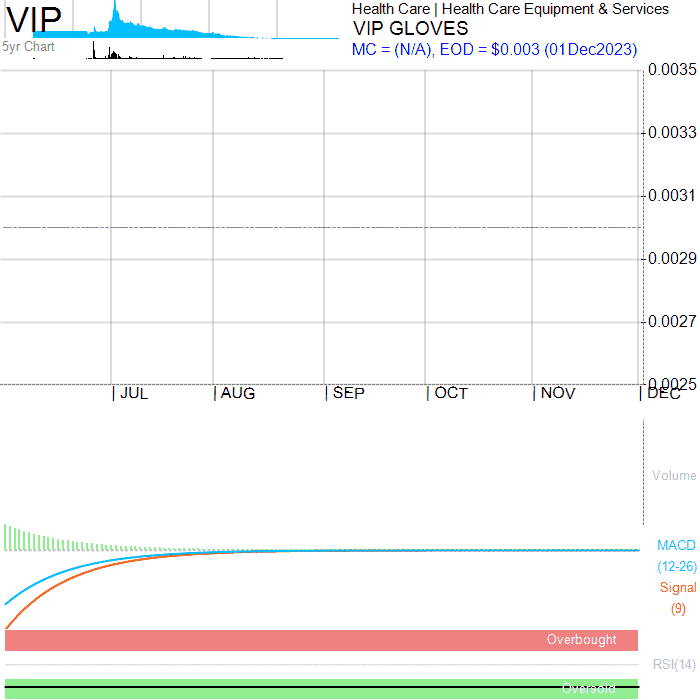 VIP
5yr Chart
Health Care | Health Care Equipment & Services
VIP GLOVES
MC = (N/A), EOD = $0.003 (01Dec2023)
0.0035
0.0033
0.0031
0.0029
0.0027
0.0025
JUL
AUG
SEP
OCT
NOV
DEC
Volume
MACD
(12-26)
Signal
(9)
Overbought
RSI(14)
Oversold